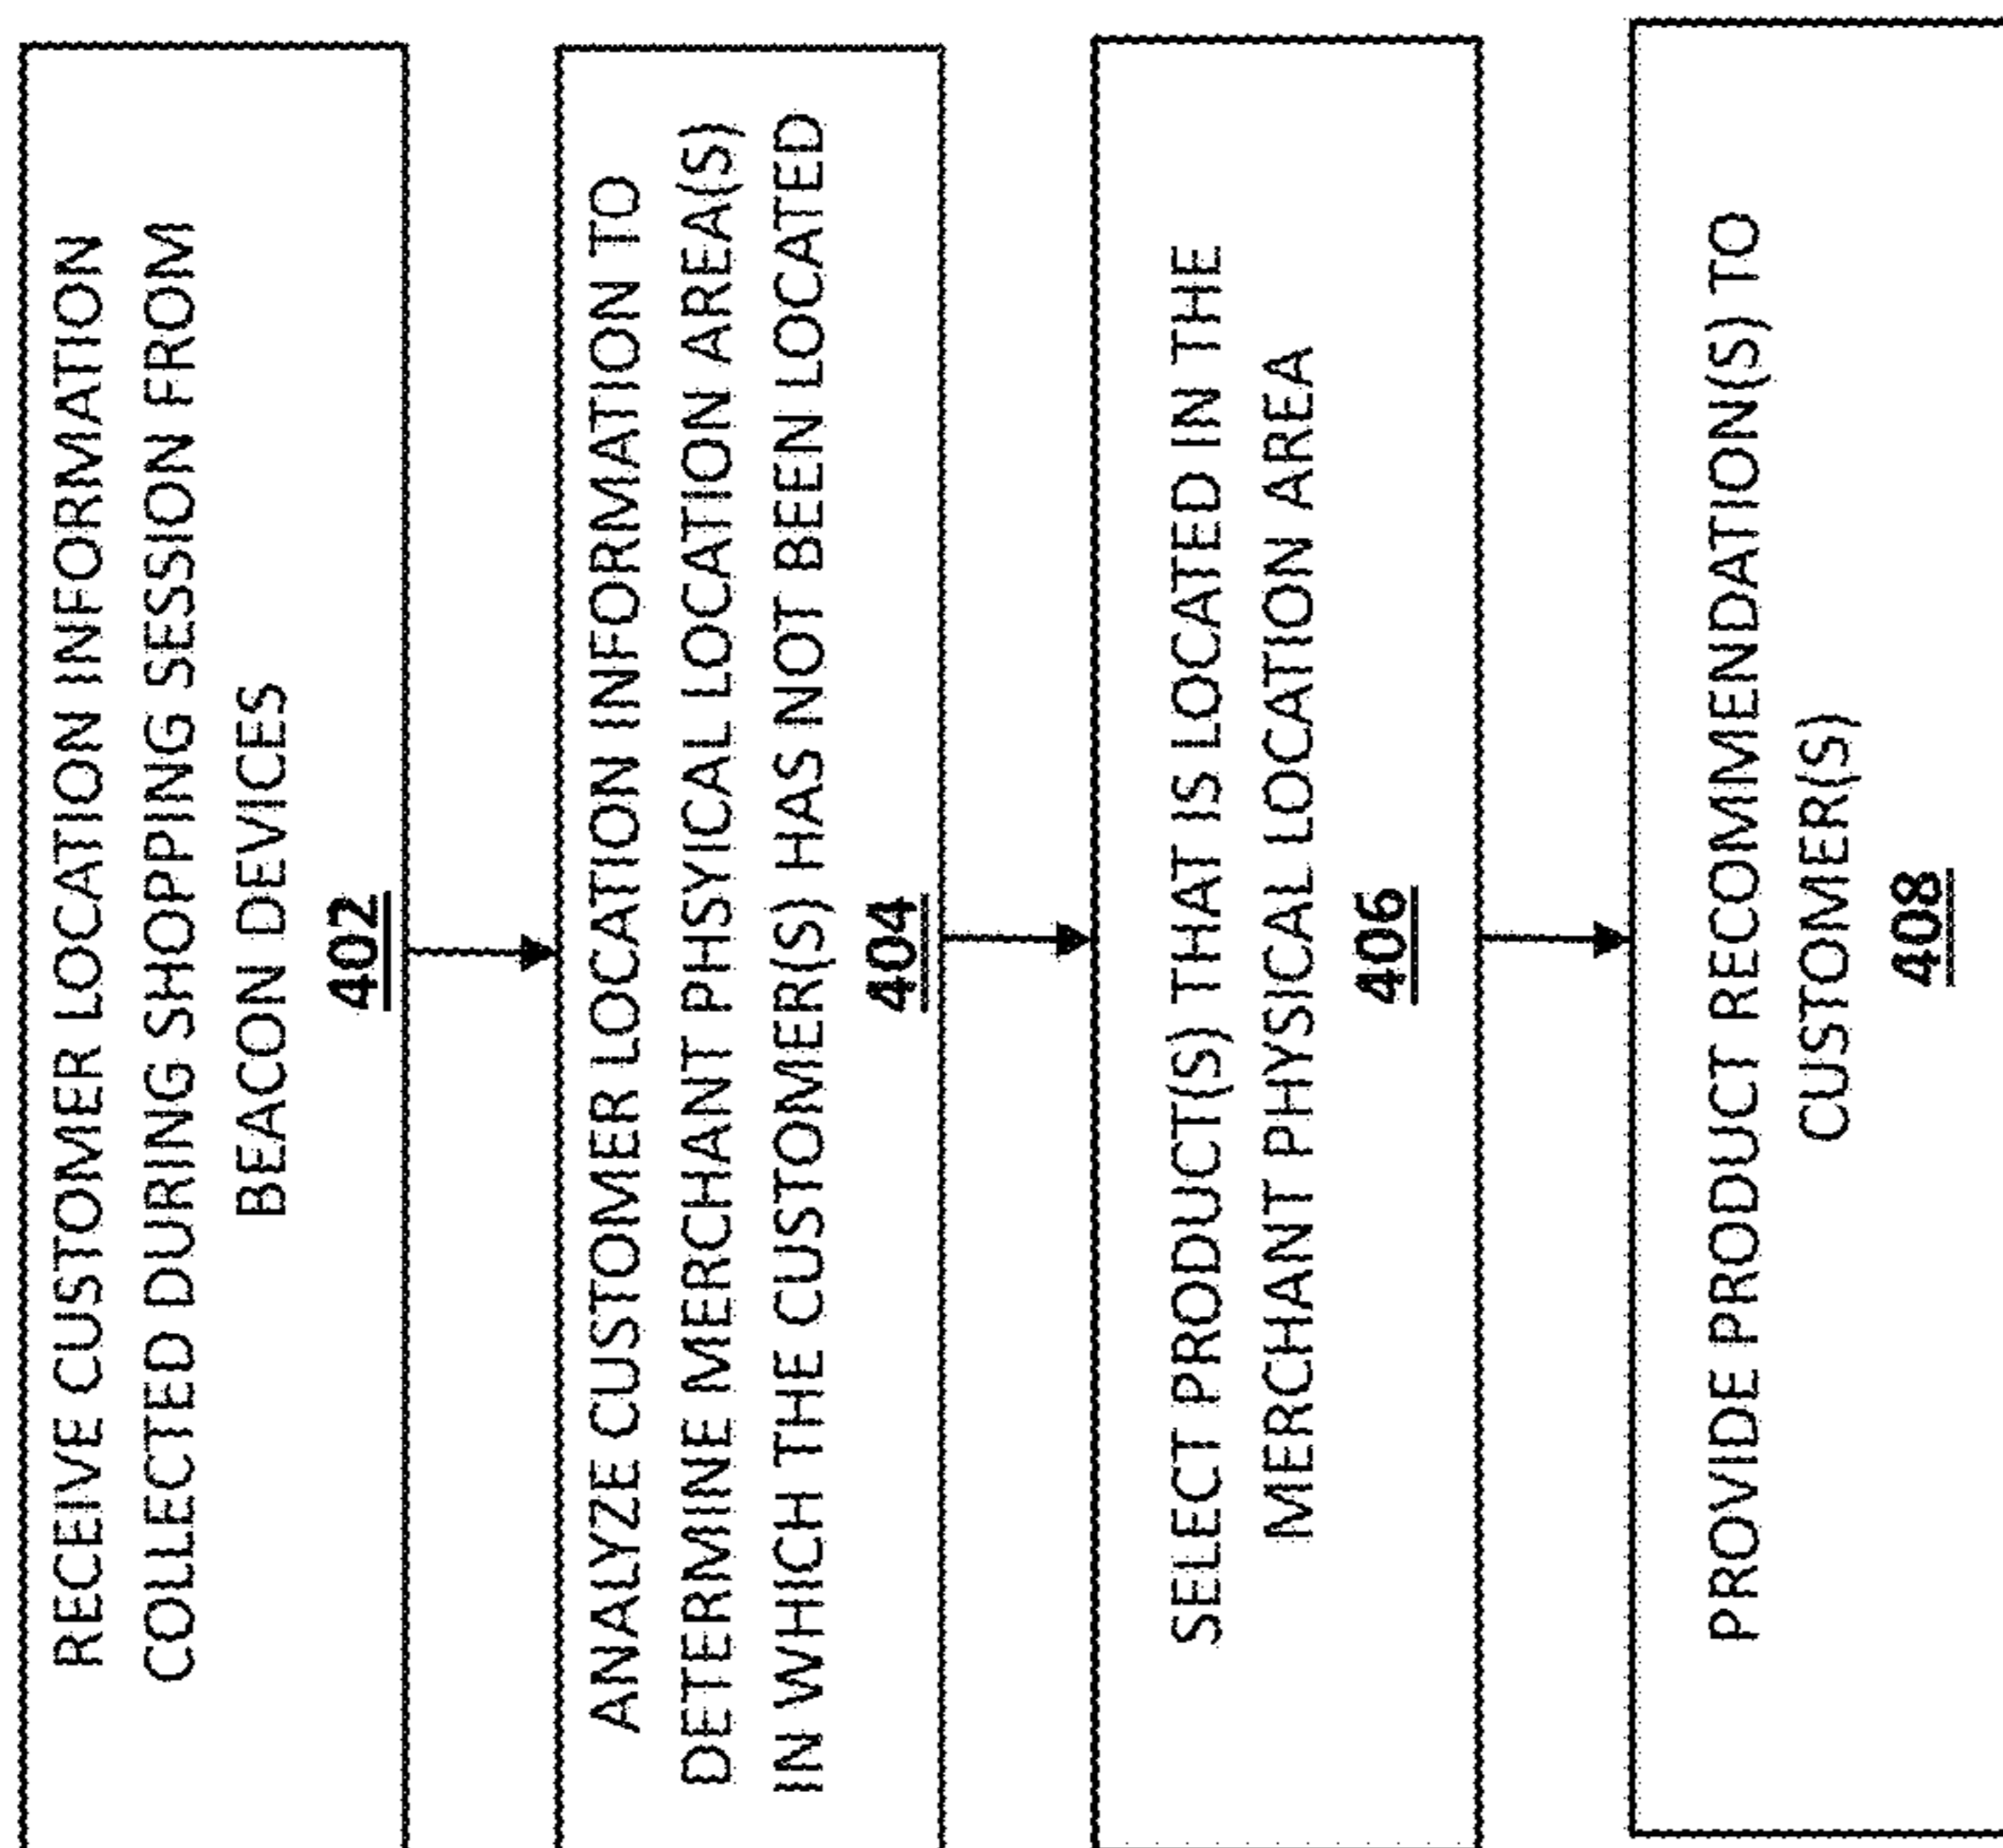 RECEIVE CUSTOMER LOCATION INFORMATION
COLLECTED DURING SHOPPING SESSION FROM
BEACON DEVICES
402
ANALYZE CUSTOMER LOCATION INFORMATION TO
DETERMINE MERCHANT PHSYICAL LOCATION AREA(S)
IN WHICH THE CUSTOMER(S) HAS NOT BEEN LOCATED
404
SELECT PRODUCT(S) THAT IS LOCATED IN THE
MERCHANT PHYSICAL LOCATION AREA
406
PROVIDE PRODUCT RECOMMENDATION(S) TO
CUSTOMER(S)
408